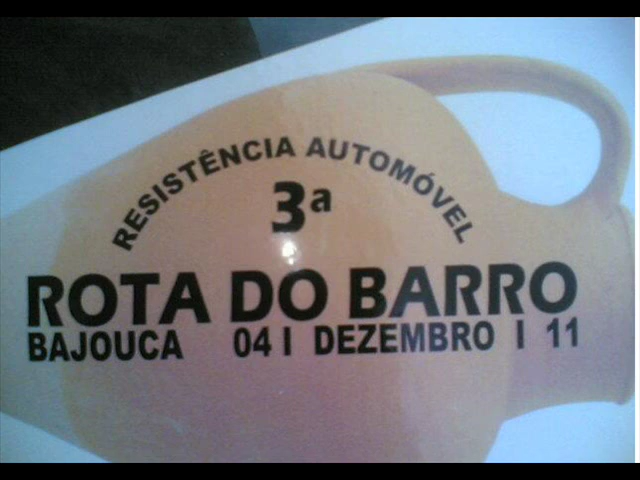 RESISTÊNCIA AUTOMÓVEL
3ª
ROTA DO BARRO
BAJOUCA 04 | DEZEMBRO | 11